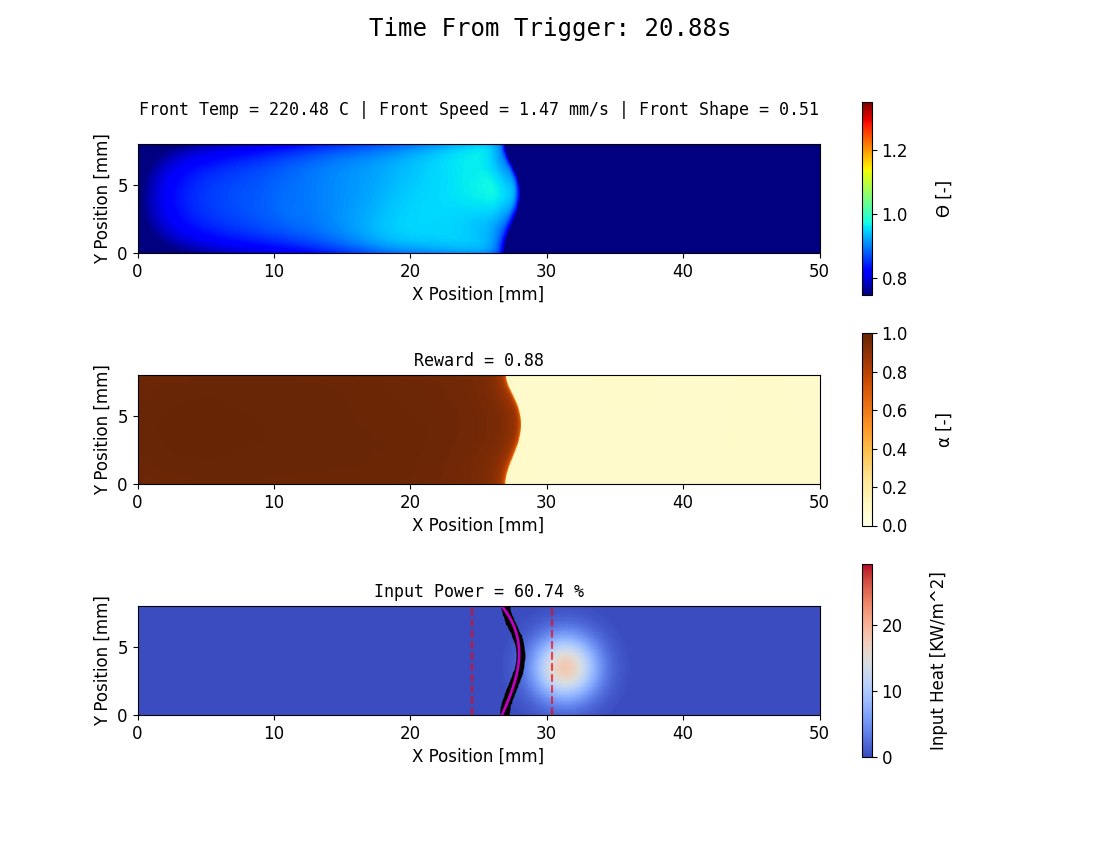 Time From Trigger: 20.88s
Front Temp = 220.48 C | Front Speed = 1.47 mm/s | Front Shape = 0.51
Y Position [mm]
5
0
0 10 20 30 40 50
X Position [mm]
1.2
1.0
0.8
Θ [-]
Reward = 0.88
Y Position [mm]
5
0
0 10 20 30 40 50
X Position [mm]
1.0
0.8
0.6
0.4
0.2
0.0
α [-]
Input Power = 60.74 %
Y Position [mm]
5
0
0 10 20 30 40 50
X Position [mm]
20
10
0
Input Heat [KW/m^2]